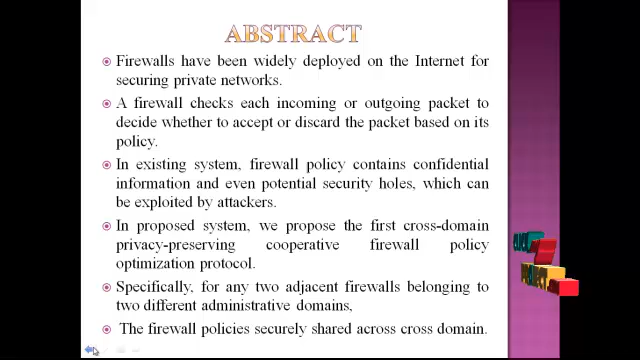 ABSTRACT
Firewalls have been widely deployed on the Internet for
securing private networks.
A firewall checks each incoming or outgoing packet to
decide whether to accept or discard the packet based on its
policy.
In existing system, firewall policy contains confidential
information and even potential security holes, which can
be exploited by attackers.
In proposed system, we propose the first cross-domain
privacy-preserving cooperative firewall policy
optimization protocol.
Specifically, for any two adjacent firewalls belonging to
two different administrative domains,
The firewall policies securely shared across cross domain.